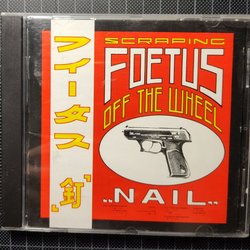 フィータス
「釘」
SCRAPING
FOETUS
OFF THE WHEEL
„NAIL„